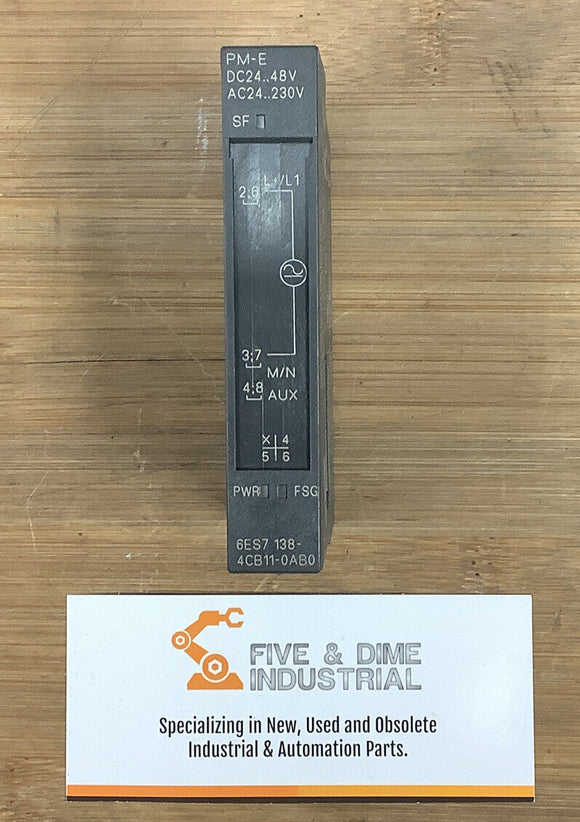 PM-E
DC24..48V
AC24..230V
SF
L+/L1
2;6
3;7
M/N
4;8
AUX
X 4
5 6
PWR FSG
6ES7 138-
4CB11-0AB0
FIVE & DIME
INDUSTRIAL
Specializing in New, Used and Obsolete
Industrial & Automation Parts.